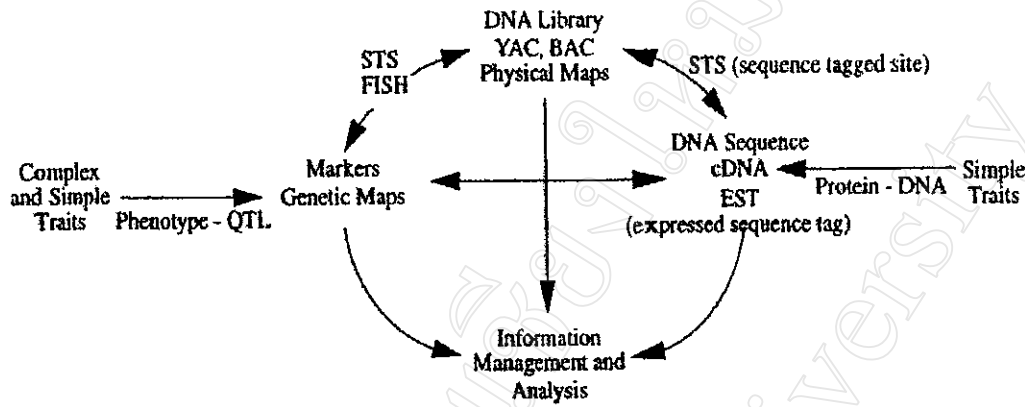 DNA Library
YAC, BAC
Physical Maps
STS
FISH
STS (sequence tagged site)
Markers
Genetic Maps
DNA Sequence
cDNA
EST
(expressed sequence tag)
Complex
and Simple
Traits
Phenotype - QTL
Protein - DNA
Simple
Traits
Information
Management and
Analysis